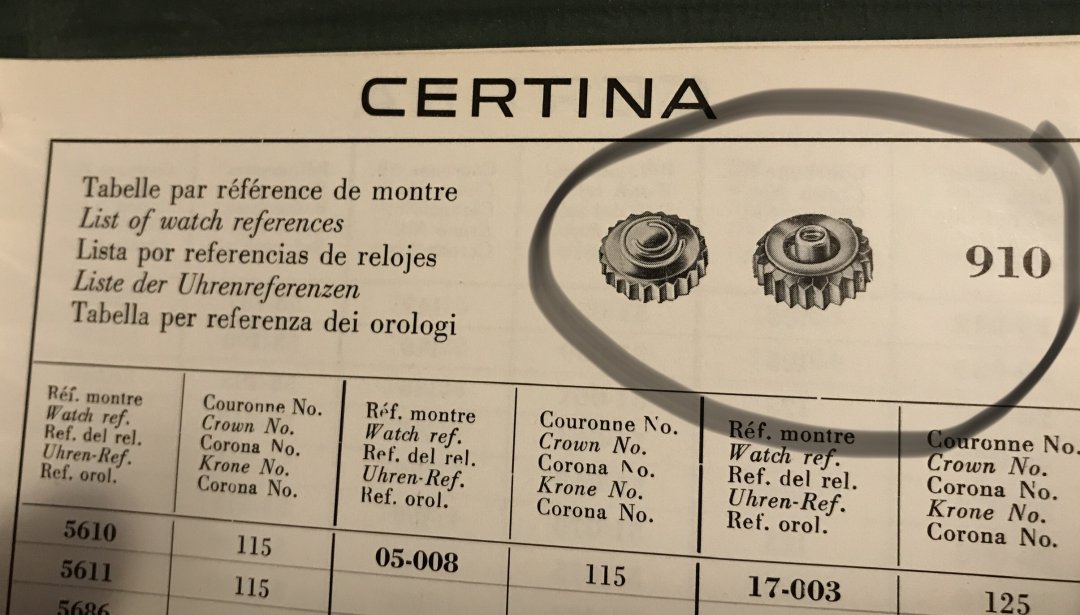 CERTINA
Tabelle par référence de montre
List of watch references
Lista por referencias de relojes
Liste der Uhrenreferenzen
Tabella per referenza dei orologi
910
Réf. montre
Watch ref.
Ref. del rel.
Uhren-Ref.
Ref. orol.
Couronne No.
Crown No.
Corona No.
Krone No.
Corona No.
Réf. montre
Watch ref.
Ref. del rel.
Uhren-Ref.
Ref. orol.
Couronne No.
Crown No.
Corona No.
Krone No.
Corona No.
Réf. montre
Watch ref.
Ref. del rel.
Uhren-Ref.
Ref. orol.
Couronne No.
Crown No.
Corona No.
Krone No.
Corona No.
5610 115 05-008 115 17-003 125
5611 115
5686